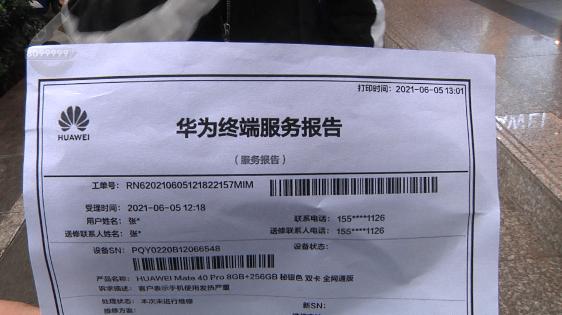 打印时间：2021-06-05 13:01
HUAWEI
华为终端服务报告
（服务报告）
工单号：RN620210605121822157MIM
受理时间：2021-06-05 12:18
用户姓名：张* 联系电话：155****1126
送修联系人姓名：张* 送修联系人电话：155****1126
设备SN：PQY0220B12066548 设备状态：
产品名称：HUAWEI Mate 40 Pro 8GB+256GB 秘银色 双卡 全网通版
诉求描述：客户表示手机使用发热严重
处理状态：本次未进行维修 新SN：
维修方案：